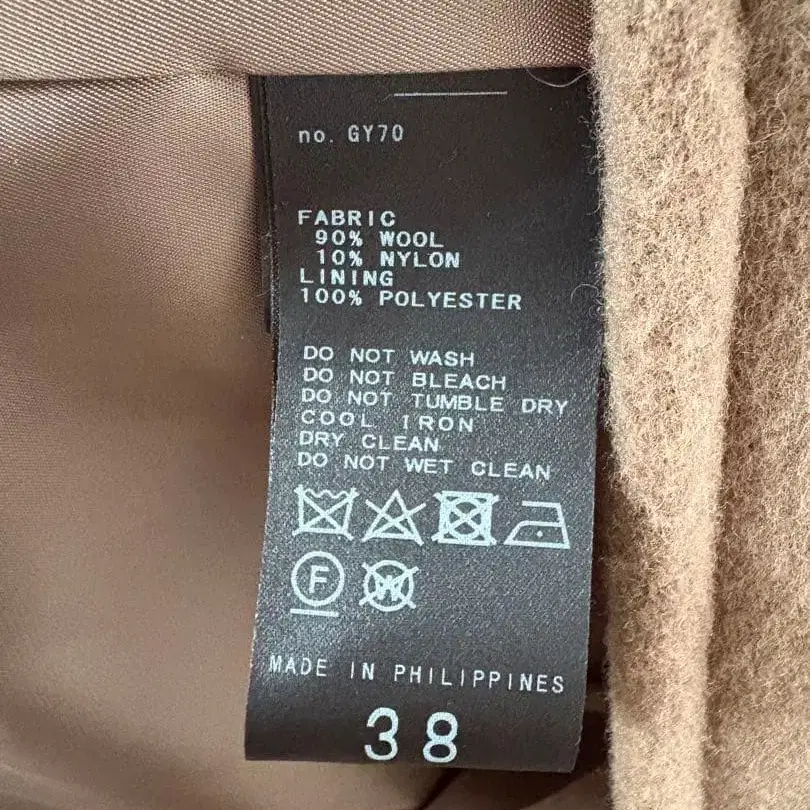 no. GY70
FABRIC
90% WOOL
10% NYLON
LINING
100% POLYESTER
DO NOT WASH
DO NOT BLEACH
DO NOT TUMBLE DRY
COOL IRON
DRY CLEAN
DO NOT WET CLEAN
F W
MADE IN PHILIPPINES
38